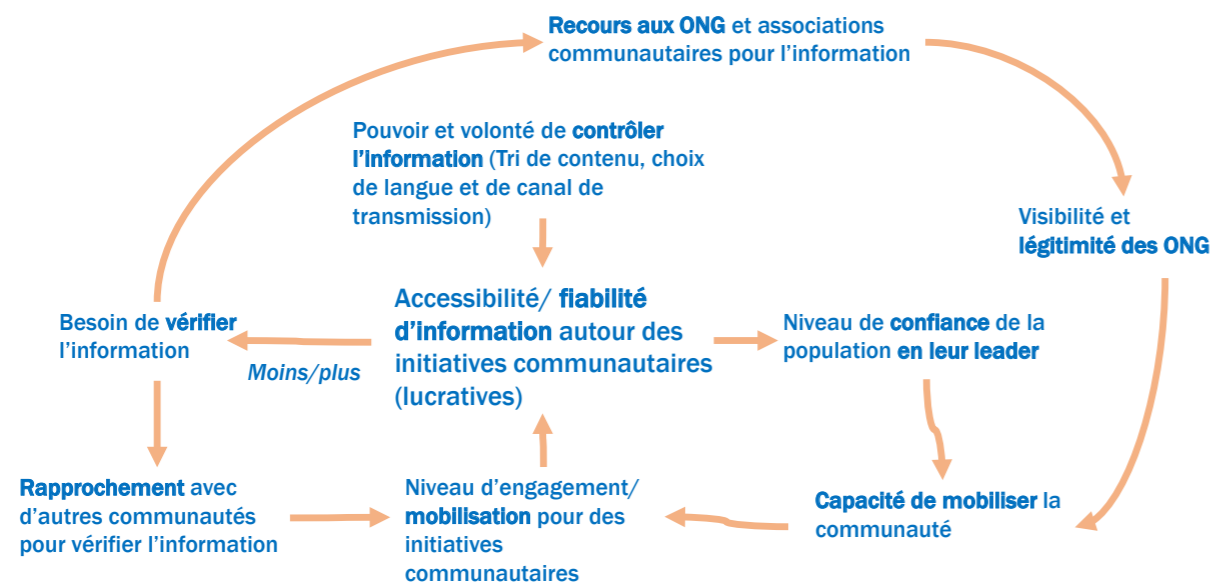 Recours aux ONG et associations
communautaires pour l'information
Pouvoir et volonté de contrôler
l'Information (Tri de contenu, choix
de langue et de canal de
transmission)
Visibilité et
légitimité des ONG
Accessibilité/ fiabilité
d'information autour des
initiatives communautaires
(lucratives)
Besoin de vérifier
l'information
Moins/plus
Niveau de confiance de la
population en leur leader
Rapprochement avec
d'autres communautés
pour vérifier l'information
Niveau d'engagement/
mobilisation pour des
initiatives
communautaires
Capacité de mobiliser la
communauté